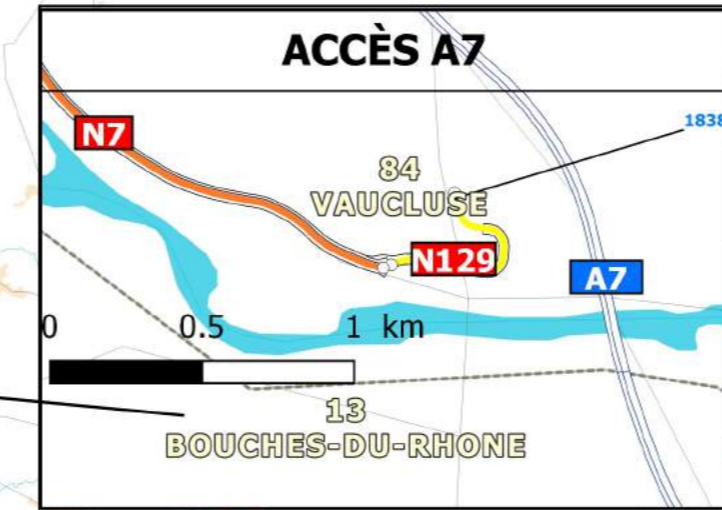 ACCÈS A7
1838
N7
84
VAUCLUSE
N129
A7
0 0.5 1 km
13
BOUCHES-DU-RHONE